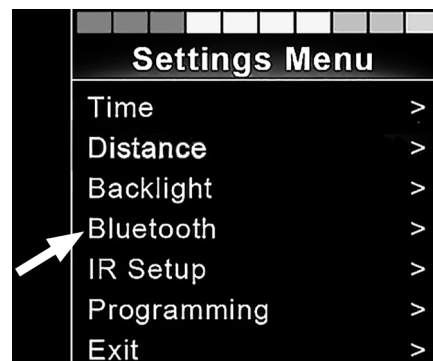 Settings Menu
Time >
Distance >
Backlight >
Bluetooth >
IR Setup >
Programming >
Exit >